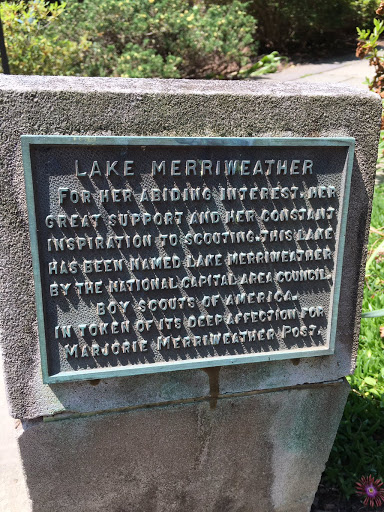 LAKE MERRIWEATHER
FOR HER ABIDING INTEREST, HER
GREAT SUPPORT AND HER CONSTANT
INSPIRATION TO SCOUTING. THIS LAKE
HAS BEEN NAMED LAKE MERRIWEATHER
BY THE NATIONAL CAPITAL AREA COUNCIL
BOY SCOUTS OF AMERICA.
IN TOKEN OF ITS DEEP AFFECTION FOR
MARJORIE MERRIWEATHER POST.